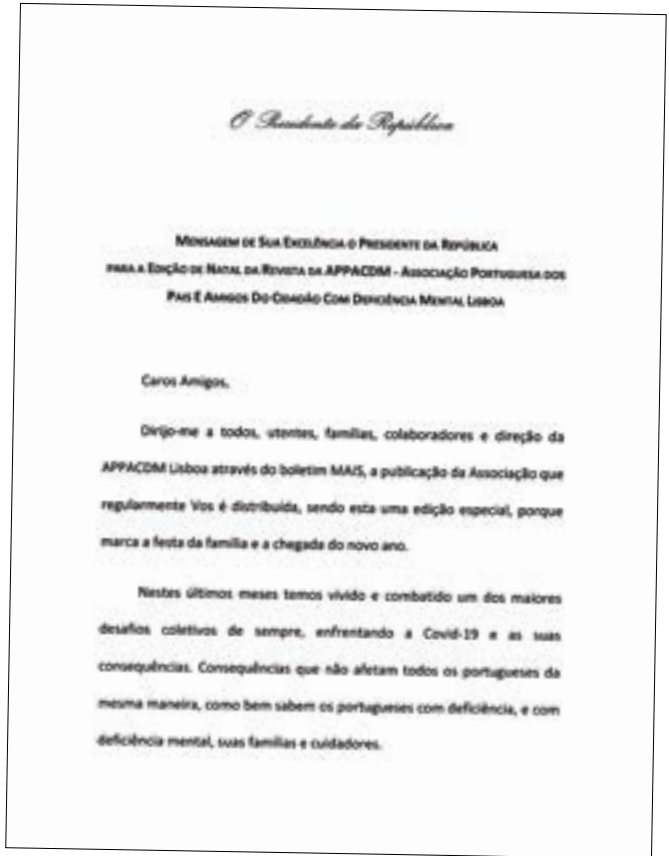 O Presidente da República
MENSAGEM DE SUA EXCELÊNCIA O PRESIDENTE DA REPÚBLICA
PARA A EDIÇÃO DE NATAL DA REVISTA DA APPACDM - ASSOCIAÇÃO PORTUGUESA DOS
PAIS E AMIGOS DO CIDADÃO COM DEFICIÊNCIA MENTAL LISBOA
Caros Amigos,
Dirijo-me a todos, utentes, famílias, colaboradores e direção da
APPACDM Lisboa através do boletim MAIS, a publicação da Associação que
regularmente Vos é distribuída, sendo esta uma edição especial, porque
marca a festa da família e a chegada do novo ano.
Nestes últimos meses temos vivido e combatido um dos maiores
desafios coletivos de sempre, enfrentando a Covid-19 e as suas
consequências. Consequências que não afetam todos os portugueses da
mesma maneira, como bem sabem os portugueses com deficiência, e com
deficiência mental, suas famílias e cuidadores.